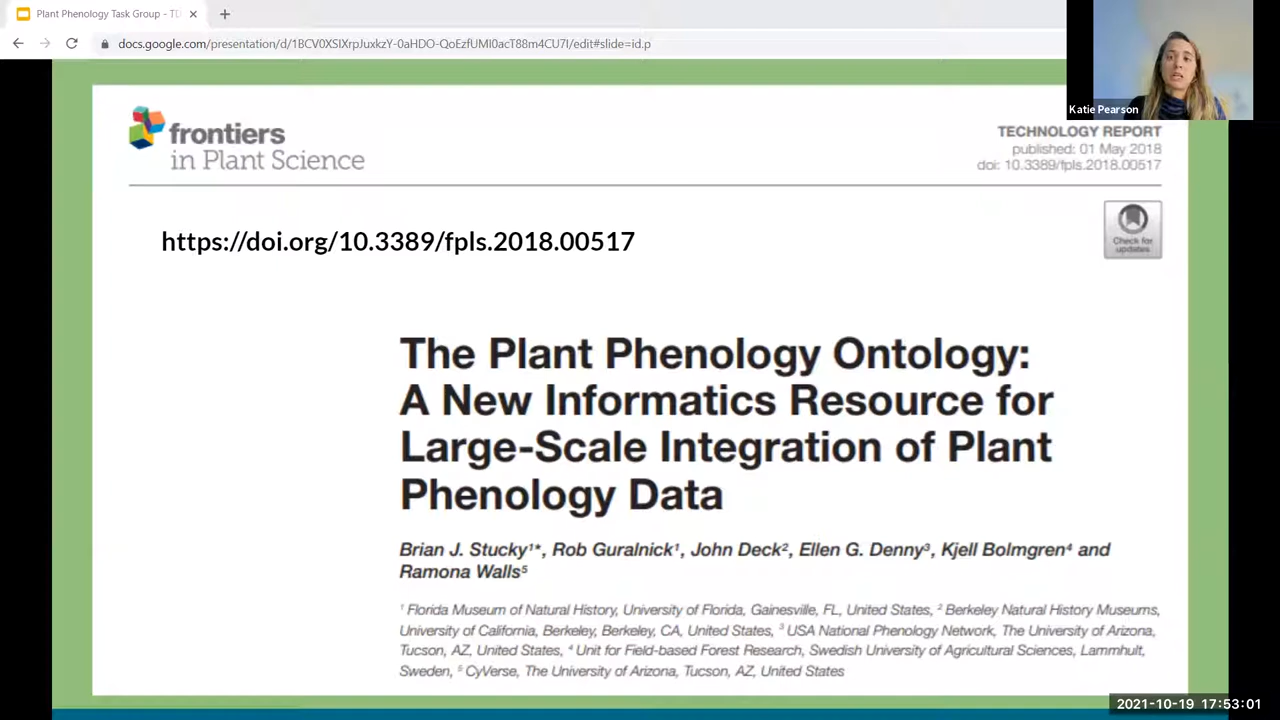 Plant Phenology Task Group - TD
docs.google.com/presentation/d/1BCV0XSIXrpJuxkzY-0aHDO-QoEzfUMI0acT88m4CU7I/edit#slide=id.p
Katie Pearson
frontiers
in Plant Science
TECHNOLOGY REPORT
published: 01 May 2018
doi: 10.3389/fpls.2018.00517
https://doi.org/10.3389/fpls.2018.00517
Check for
updates
The Plant Phenology Ontology:
A New Informatics Resource for
Large-Scale Integration of Plant
Phenology Data
Brian J. Stucky¹*, Rob Guralnick¹, John Deck², Ellen G. Denny³, Kjell Bolmgren⁴ and
Ramona Walls⁵
¹ Florida Museum of Natural History, University of Florida, Gainesville, FL, United States, ² Berkeley Natural History Museums,
University of California, Berkeley, Berkeley, CA, United States, ³ USA National Phenology Network, The University of Arizona,
Tucson, AZ, United States, ⁴ Unit for Field-based Forest Research, Swedish University of Agricultural Sciences, Lammhult,
Sweden, ⁵ CyVerse, The University of Arizona, Tucson, AZ, United States
2021-10-19 17:53:01